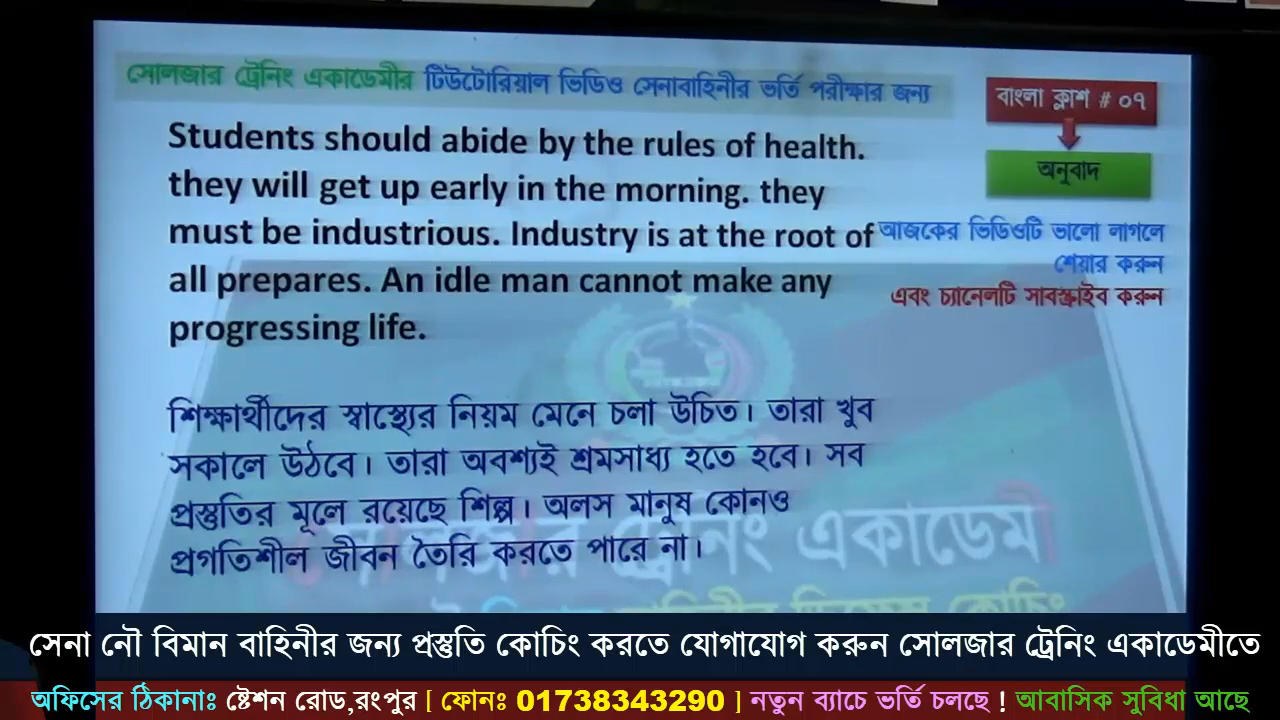 সোলজার ট্রেনিং একাডেমীর টিউটোরিয়াল ভিডিও সেনাবাহিনীর ভর্তি পরীক্ষার জন্য
বাংলা ক্লাশ # ০৭
অনুবাদ
Students should abide by the rules of health.
they will get up early in the morning. they
must be industrious. Industry is at the root of
all prepares. An idle man cannot make any
progressing life.
আজকের ভিডিওটি ভালো লাগলে
শেয়ার করুন
এবং চ্যানেলটি সাবস্ক্রাইব করুন
শিক্ষার্থীদের স্বাস্থ্যের নিয়ম মেনে চলা উচিত। তারা খুব
সকালে উঠবে। তারা অবশ্যই শ্রমসাধ্য হতে হবে। সব
প্রস্তুতির মূলে রয়েছে শিল্প। অলস মানুষ কোনও
প্রগতিশীল জীবন তৈরি করতে পারে না।
ট্রেনিং একাডেমী
সেনা নৌ বিমান বাহিনীর জন্য প্রস্তুতি কোচিং করতে যোগাযোগ করুন সোলজার ট্রেনিং একাডেমীতে
অফিসের ঠিকানাঃ ষ্টেশন রোড,রংপুর [ ফোনঃ 01738343290 ] নতুন ব্যাচে ভর্তি চলছে ! আবাসিক সুবিধা আছে